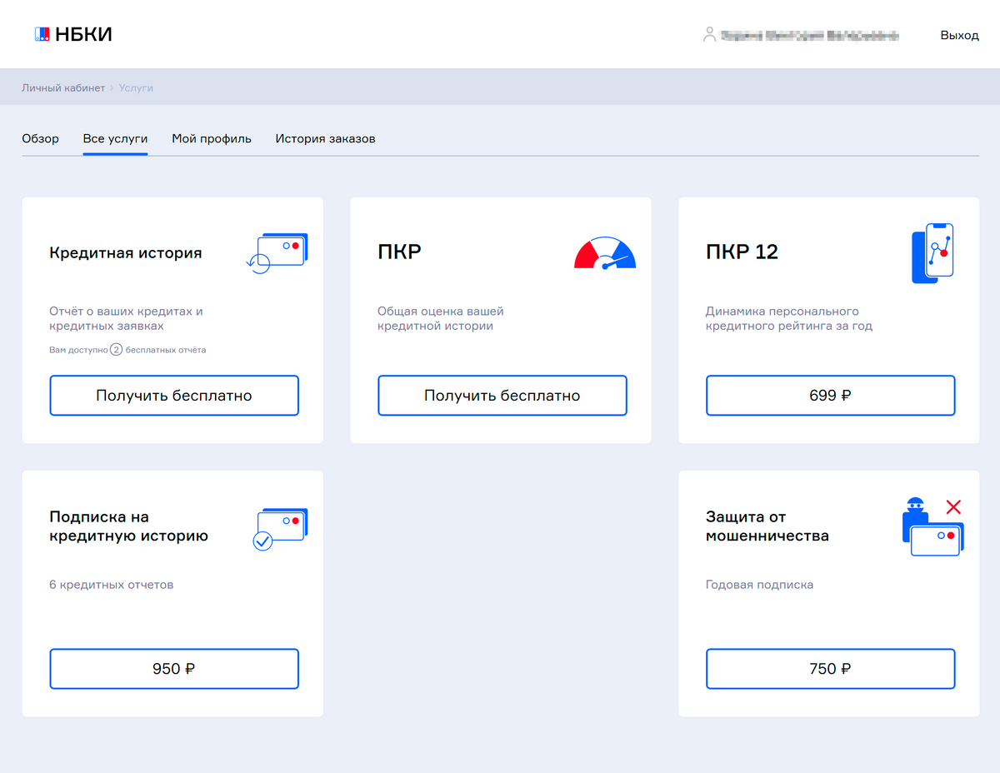 НБКИ
Выход
Личный кабинет › Услуги
Обзор Все услуги Мой профиль История заказов
Кредитная история
Отчёт о ваших кредитах и
кредитных заявках
Вам доступно 2 бесплатных отчёта
Получить бесплатно
ПКР
Общая оценка вашей
кредитной истории
Получить бесплатно
ПКР 12
Динамика персонального
кредитного рейтинга за год
699 ₽
Подписка на
кредитную историю
6 кредитных отчетов
950 ₽
Защита от
мошенничества
Годовая подписка
750 ₽